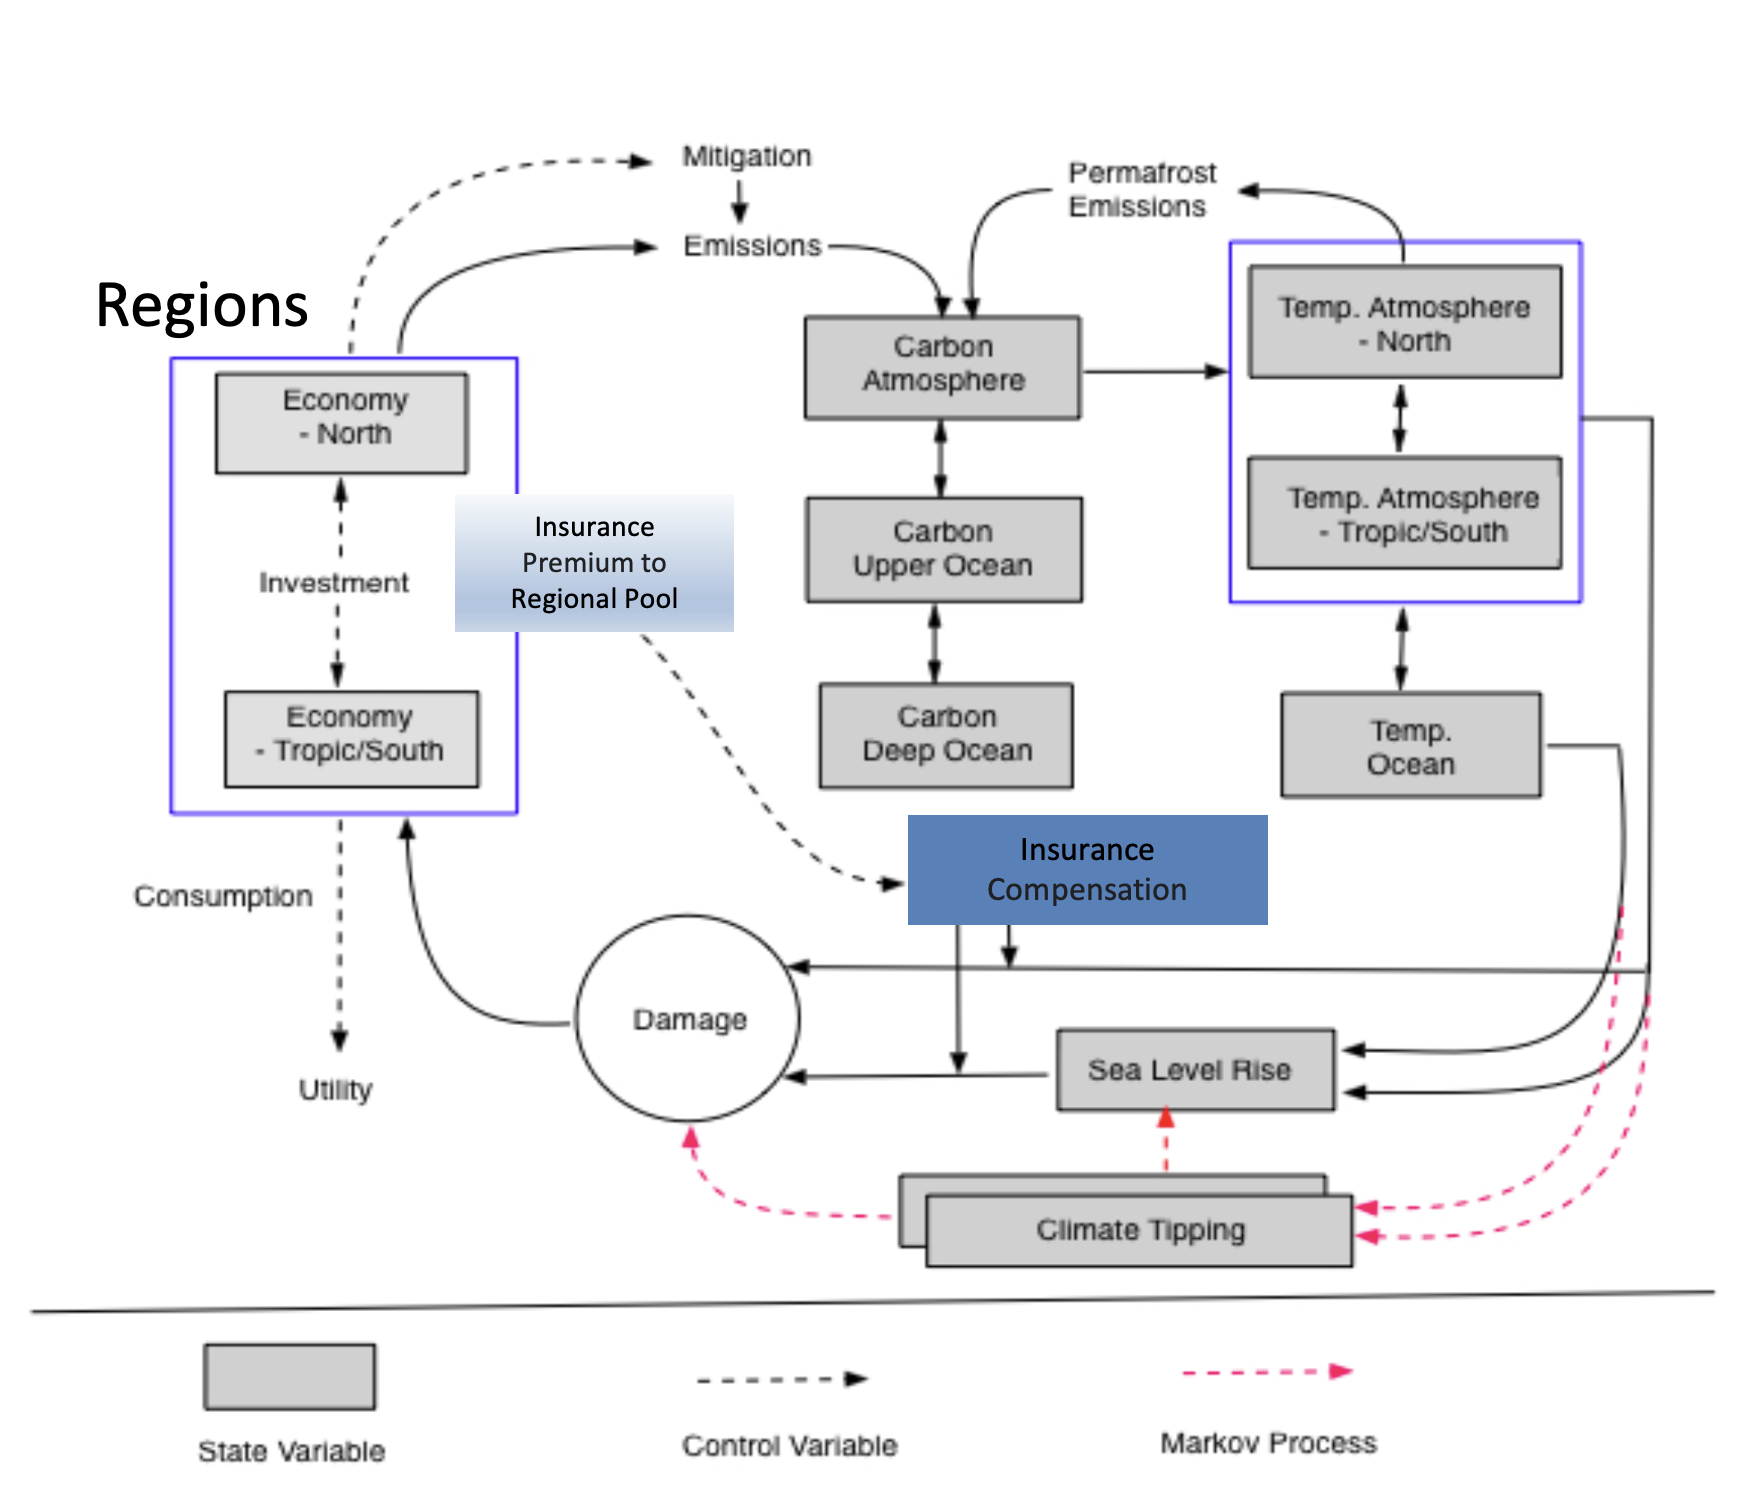 Mitigation
Permafrost
Emissions
Emissions
Regions
Economy
- North
Investment
Economy
- Tropic/South
Insurance
Premium to
Regional Pool
Carbon
Atmosphere
Carbon
Upper Ocean
Carbon
Deep Ocean
Temp. Atmosphere
- North
Temp. Atmosphere
- Tropic/South
Temp.
Ocean
Insurance
Compensation
Consumption
Utility
Damage
Sea Level Rise
Climate Tipping
State Variable
Control Variable
Markov Process